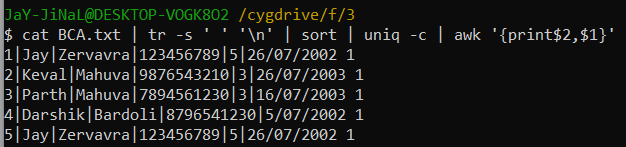 JaY-JiNaL@DESKTOP-VOGK8O2 /cygdrive/f/3
$ cat BCA.txt | tr -s ' ' '\n' | sort | uniq -c | awk '{print$2,$1}'
1|Jay|Zervavra|123456789|5|26/07/2002 1
2|Keval|Mahuva|9876543210|3|26/07/2003 1
3|Parth|Mahuva|7894561230|3|16/07/2003 1
4|Darshik|Bardoli|8796541230|5/07/2002 1
5|Jay|Zervavra|123456789|5|26/07/2002 1